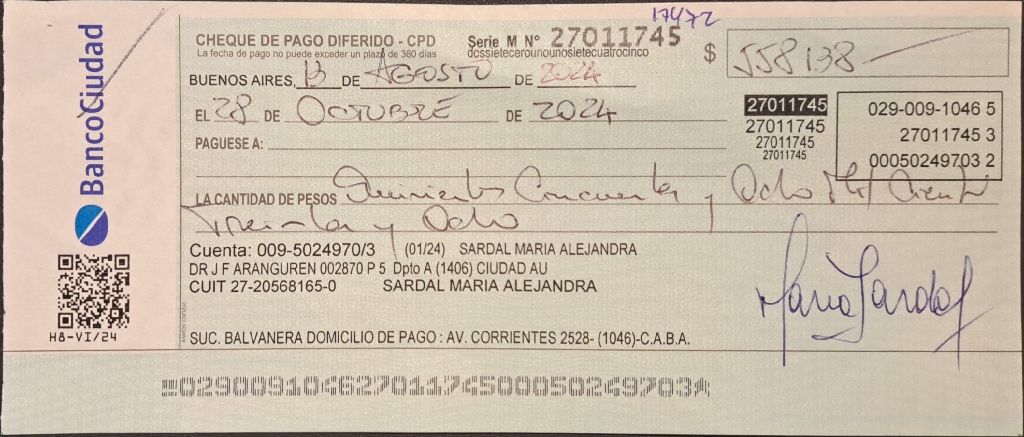 17472
BancoCiudad
H8-VI/24
CHEQUE DE PAGO DIFERIDO - CPD
La fecha de pago no puede exceder un plazo de 360 días
Serie M Nº 27011745
dcssietecerounounosietecuatrocinco
$ 558138
BUENOS AIRES, 13 DE AGOSTO DE 2024
EL 28 DE OCTUBRE DE 2024
PAGUESE A:
27011745
27011745
27011745
27011745
029-009-1046 5
27011745 3
00050249703 2
LA CANTIDAD DE PESOS Quinientos Cincuenta y Ocho Mil Ciento
Treinta y Ocho
Cuenta: 009-5024970/3 (01/24) SARDAL MARIA ALEJANDRA
DR J F ARANGUREN 002870 P 5 Dpto A (1406) CIUDAD AU
CUIT 27-20568165-0 SARDAL MARIA ALEJANDRA
Maria Sardal
SUC. BALVANERA DOMICILIO DE PAGO : AV. CORRIENTES 2528- (1046)-C.A.B.A.
02900910462701174500050249703